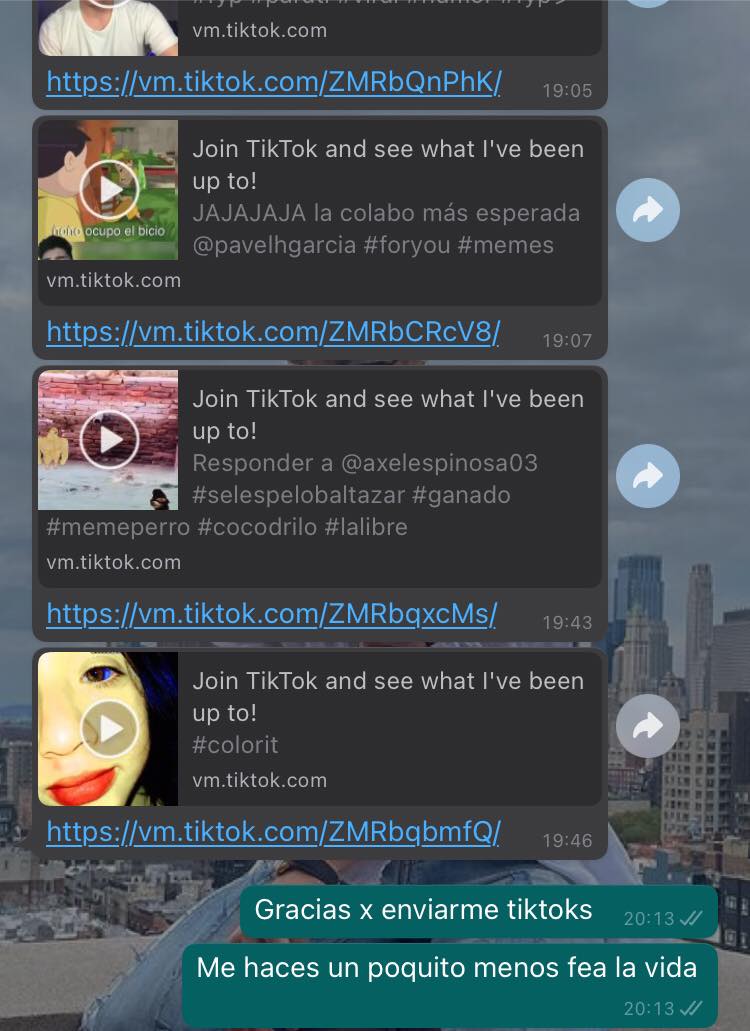 #fyp #parati #viral #humor #fyp>
vm.tiktok.com
https://vm.tiktok.com/ZMRbQnPhK/
19:05
Join TikTok and see what I've been
up to!
JAJAJAJA la colabo más esperada
@pavelhgarcia #foryou #memes
hoho ocupo el bicio
vm.tiktok.com
https://vm.tiktok.com/ZMRbCRcV8/
19:07
Join TikTok and see what I've been
up to!
Responder a @axelespinosa03
#selespelobaltazar #ganado
#memeperro #cocodrilo #lalibre
vm.tiktok.com
https://vm.tiktok.com/ZMRbqxcMs/
19:43
Join TikTok and see what I've been
up to!
#colorit
vm.tiktok.com
https://vm.tiktok.com/ZMRbqbmfQ/
19:46
Gracias x enviarme tiktoks
20:13
Me haces un poquito menos fea la vida
20:13